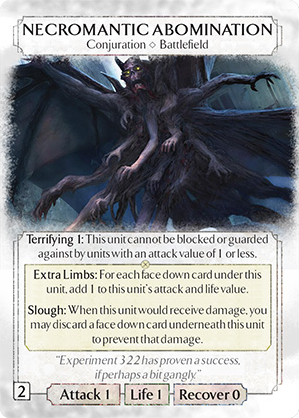 NECROMANTIC ABOMINATION
Conjuration ◇ Battlefield
Terrifying 1: This unit cannot be blocked or guarded
against by units with an attack value of 1 or less.
Extra Limbs: For each face down card under this
unit, add 1 to this unit's attack and life value.
Slough: When this unit would receive damage, you
may discard a face down card underneath this unit
to prevent that damage.
"Experiment 322 has proven a success,
if perhaps a bit gangly."
2
Attack 1 Life 1 Recover 0